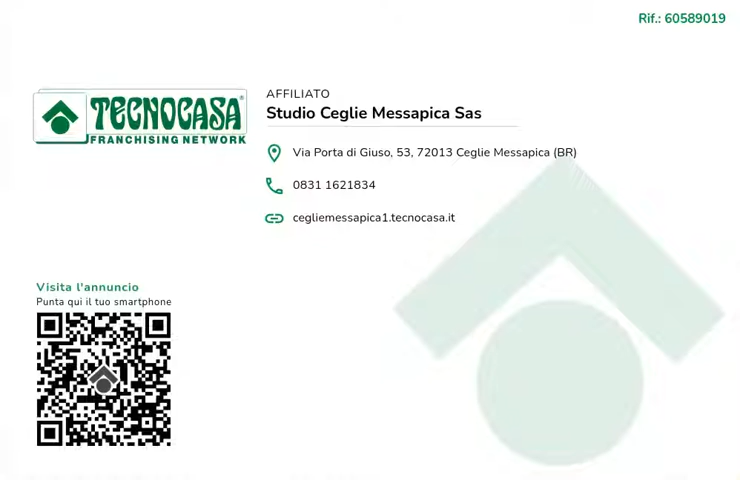 Rif.: 60589019
TECNOCASA®
FRANCHISING NETWORK
AFFILIATO
Studio Ceglie Messapica Sas
Via Porta di Giuso, 53, 72013 Ceglie Messapica (BR)
0831 1621834
cegliemessapica1.tecnocasa.it
Visita l'annuncio
Punta qui il tuo smartphone